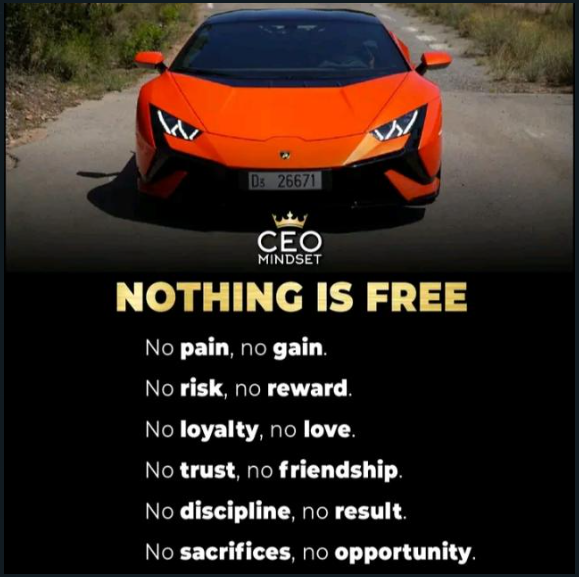 Ds 26671
CEO
MINDSET
NOTHING IS FREE
No pain, no gain.
No risk, no reward.
No loyalty, no love.
No trust, no friendship.
No discipline, no result.
No sacrifices, no opportunity.